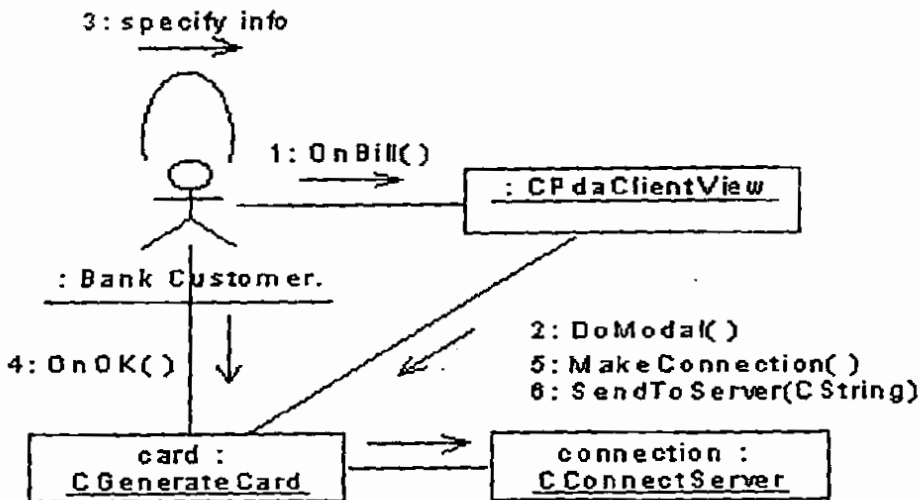 3: specify info
1: OnBill()
: CPdaClientView
: Bank Customer.
2: DoModal()
4: OnOK()
5: MakeConnection()
6: SendToServer(CString)
card :
CGenerateCard
connection :
CConnectServer